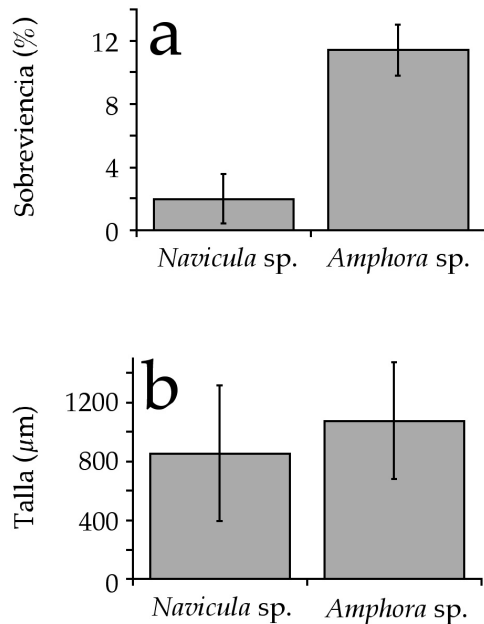 a
Sobreviencia (%)
12
8
4
0
Navicula sp.
Amphora sp.
b
Talla (µm)
1200
800
400
0
Navicula sp.
Amphora sp.